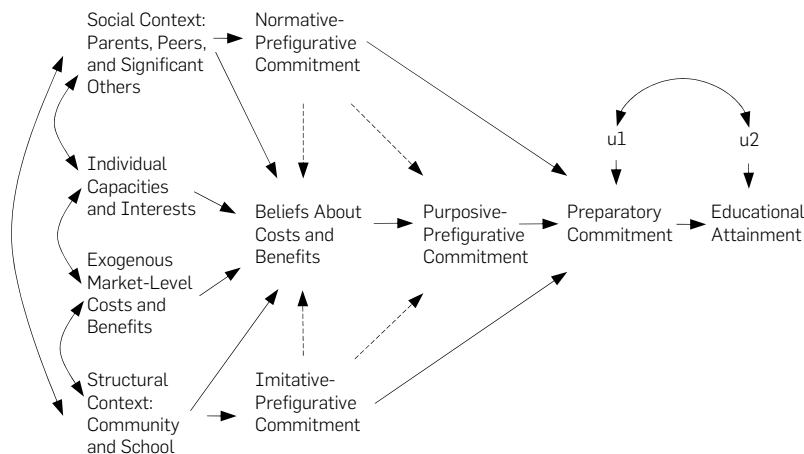 Social Context:
Parents, Peers,
and Significant
Others
Normative-
Prefigurative
Commitment
u1
u2
Individual
Capacities
and Interests
Beliefs About
Costs and
Benefits
Purposive-
Prefigurative
Commitment
Preparatory
Commitment
Educational
Attainment
Exogenous
Market-Level
Costs and
Benefits
Structural
Context:
Community
and School
Imitative-
Prefigurative
Commitment